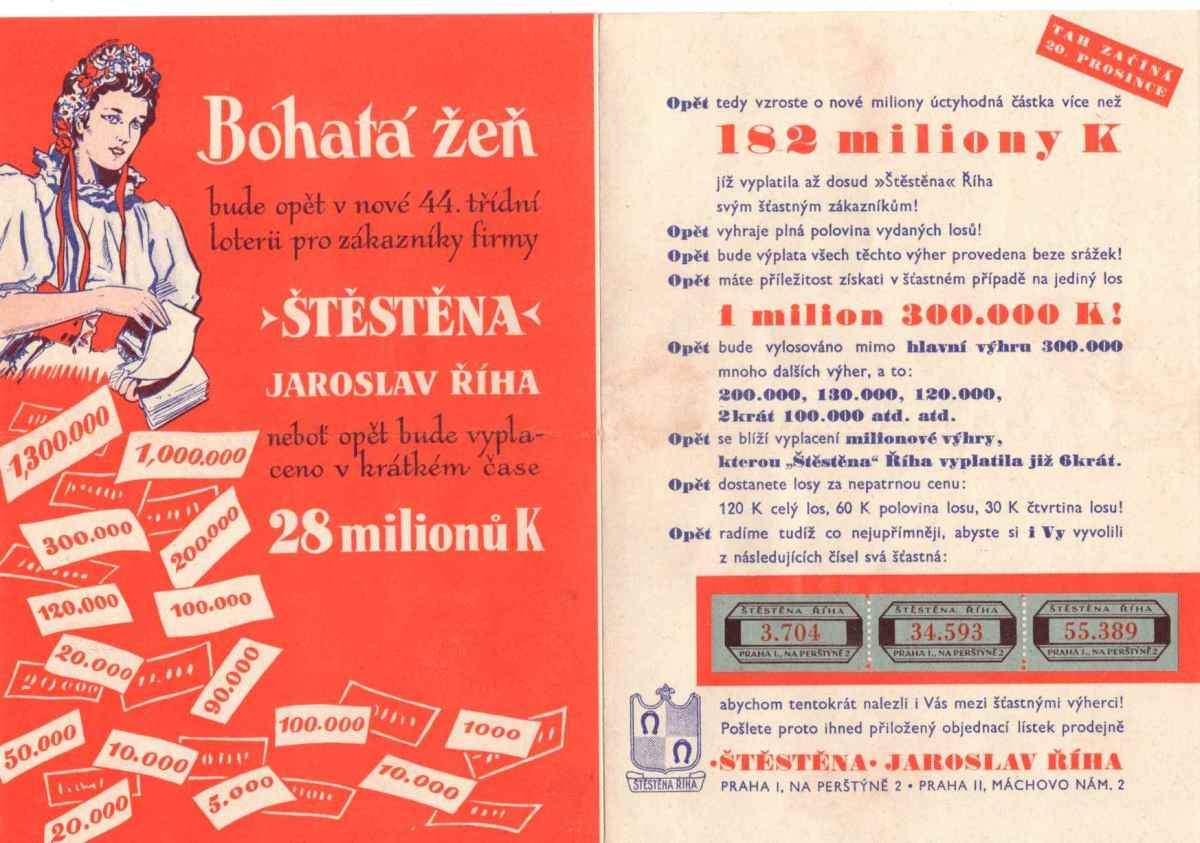 Bohatá žeň
bude opět v nové 44. třídní
loterii pro zákazníky firmy
›ŠTĚSTĚNA‹
JAROSLAV ŘÍHA
neboť opět bude vypla-
ceno v krátkém čase
28 milionů K
1,300.000
1,000.000
300.000
200.000
120.000
100.000
20.000
20.000
90.000
50.000
10.000
100.000
1000
5.000
10.000
20.000
TAH ZAČÍNÁ
20. PROSINCE
Opět tedy vzroste o nové miliony úctyhodná částka více než
182 miliony K
jíž vyplatila až dosud »Štěstěna« Říha
svým šťastným zákazníkům!
Opět vyhraje plná polovina vydaných losů!
Opět bude výplata všech těchto výher provedena beze srážek!
Opět máte příležitost získati v šťastném případě na jediný los
1 milion 300.000 K!
Opět bude vylosováno mimo hlavní výhru 300.000
mnoho dalších výher, a to:
200.000, 130.000, 120.000,
2krát 100.000 atd. atd.
Opět se blíží vyplacení milionové výhry,
kterou „Štěstěna“ Říha vyplatila již 6krát.
Opět dostanete losy za nepatrnou cenu:
120 K celý los, 60 K polovina losu, 30 K čtvrtina losu!
Opět radíme tudíž co nejupřímněji, abyste si i Vy vyvolili
z následujících čísel svá šťastná:
ŠTĚSTĚNA ŘÍHA
3.704
PRAHA I., NA PERŠTÝNĚ 2
ŠTĚSTĚNA ŘÍHA
34.593
PRAHA I., NA PERŠTÝNĚ 2
ŠTĚSTĚNA ŘÍHA
55.389
PRAHA I., NA PERŠTÝNĚ 2
abychom tentokrát nalezli i Vás mezi šťastnými výherci!
Pošlete proto ihned přiložený objednací lístek prodejně
•ŠTĚSTĚNA• JAROSLAV ŘÍHA
PRAHA I, NA PERŠTÝNĚ 2 • PRAHA II, MÁCHOVO NÁM. 2
ŠTĚSTĚNA ŘÍHA